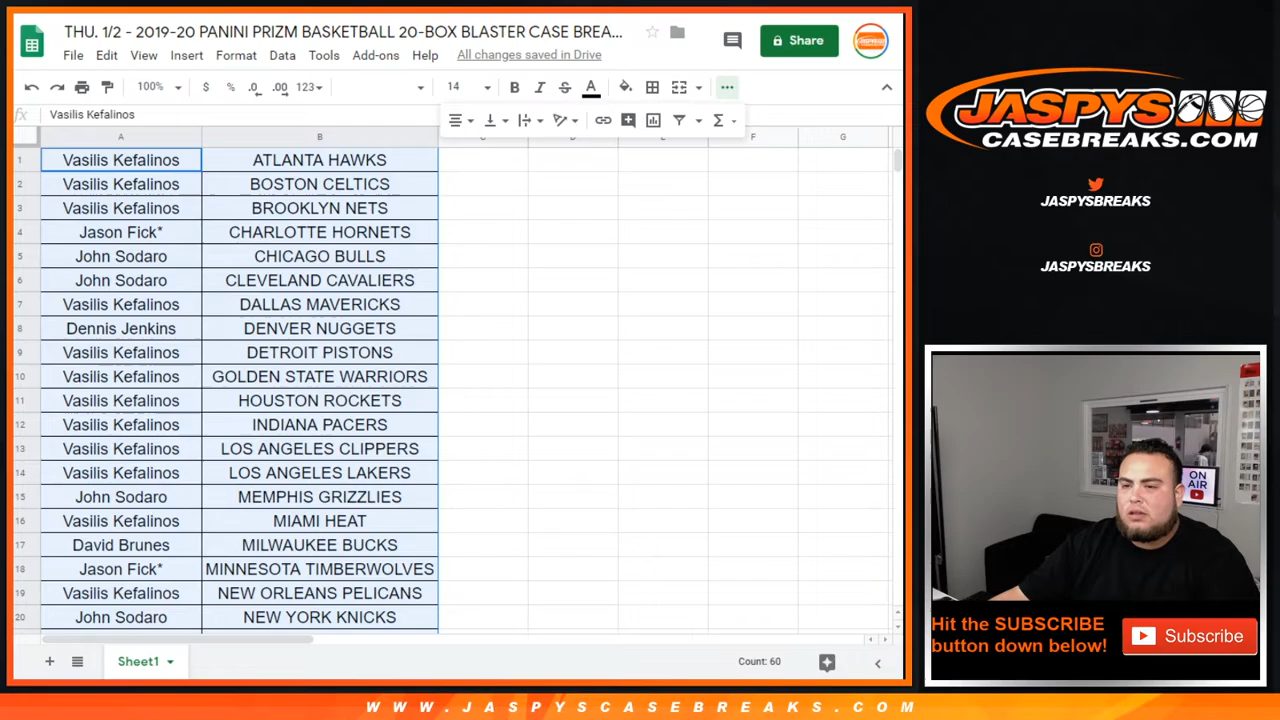 THU. 1/2 - 2019-20 PANINI PRIZM BASKETBALL 20-BOX BLASTER CASE BREA...
File Edit View Insert Format Data Tools Add-ons Help All changes saved in Drive
Share
100% $ % .0 .00 123 14 B I S A
fx Vasilis Kefalinos
A B C D E F G
1 Vasilis Kefalinos ATLANTA HAWKS
2 Vasilis Kefalinos BOSTON CELTICS
3 Vasilis Kefalinos BROOKLYN NETS
4 Jason Fick* CHARLOTTE HORNETS
5 John Sodaro CHICAGO BULLS
6 John Sodaro CLEVELAND CAVALIERS
7 Vasilis Kefalinos DALLAS MAVERICKS
8 Dennis Jenkins DENVER NUGGETS
9 Vasilis Kefalinos DETROIT PISTONS
10 Vasilis Kefalinos GOLDEN STATE WARRIORS
11 Vasilis Kefalinos HOUSTON ROCKETS
12 Vasilis Kefalinos INDIANA PACERS
13 Vasilis Kefalinos LOS ANGELES CLIPPERS
14 Vasilis Kefalinos LOS ANGELES LAKERS
15 John Sodaro MEMPHIS GRIZZLIES
16 Vasilis Kefalinos MIAMI HEAT
17 David Brunes MILWAUKEE BUCKS
18 Jason Fick* MINNESOTA TIMBERWOLVES
19 Vasilis Kefalinos NEW ORLEANS PELICANS
20 John Sodaro NEW YORK KNICKS
Sheet1
Count: 60
JASPYS
CASEBREAKS.COM
JASPYSBREAKS
JASPYSBREAKS
ON
AIR
Hit the SUBSCRIBE
button down below!
Subscribe
WWW.JASPYSCASEBREAKS.COM